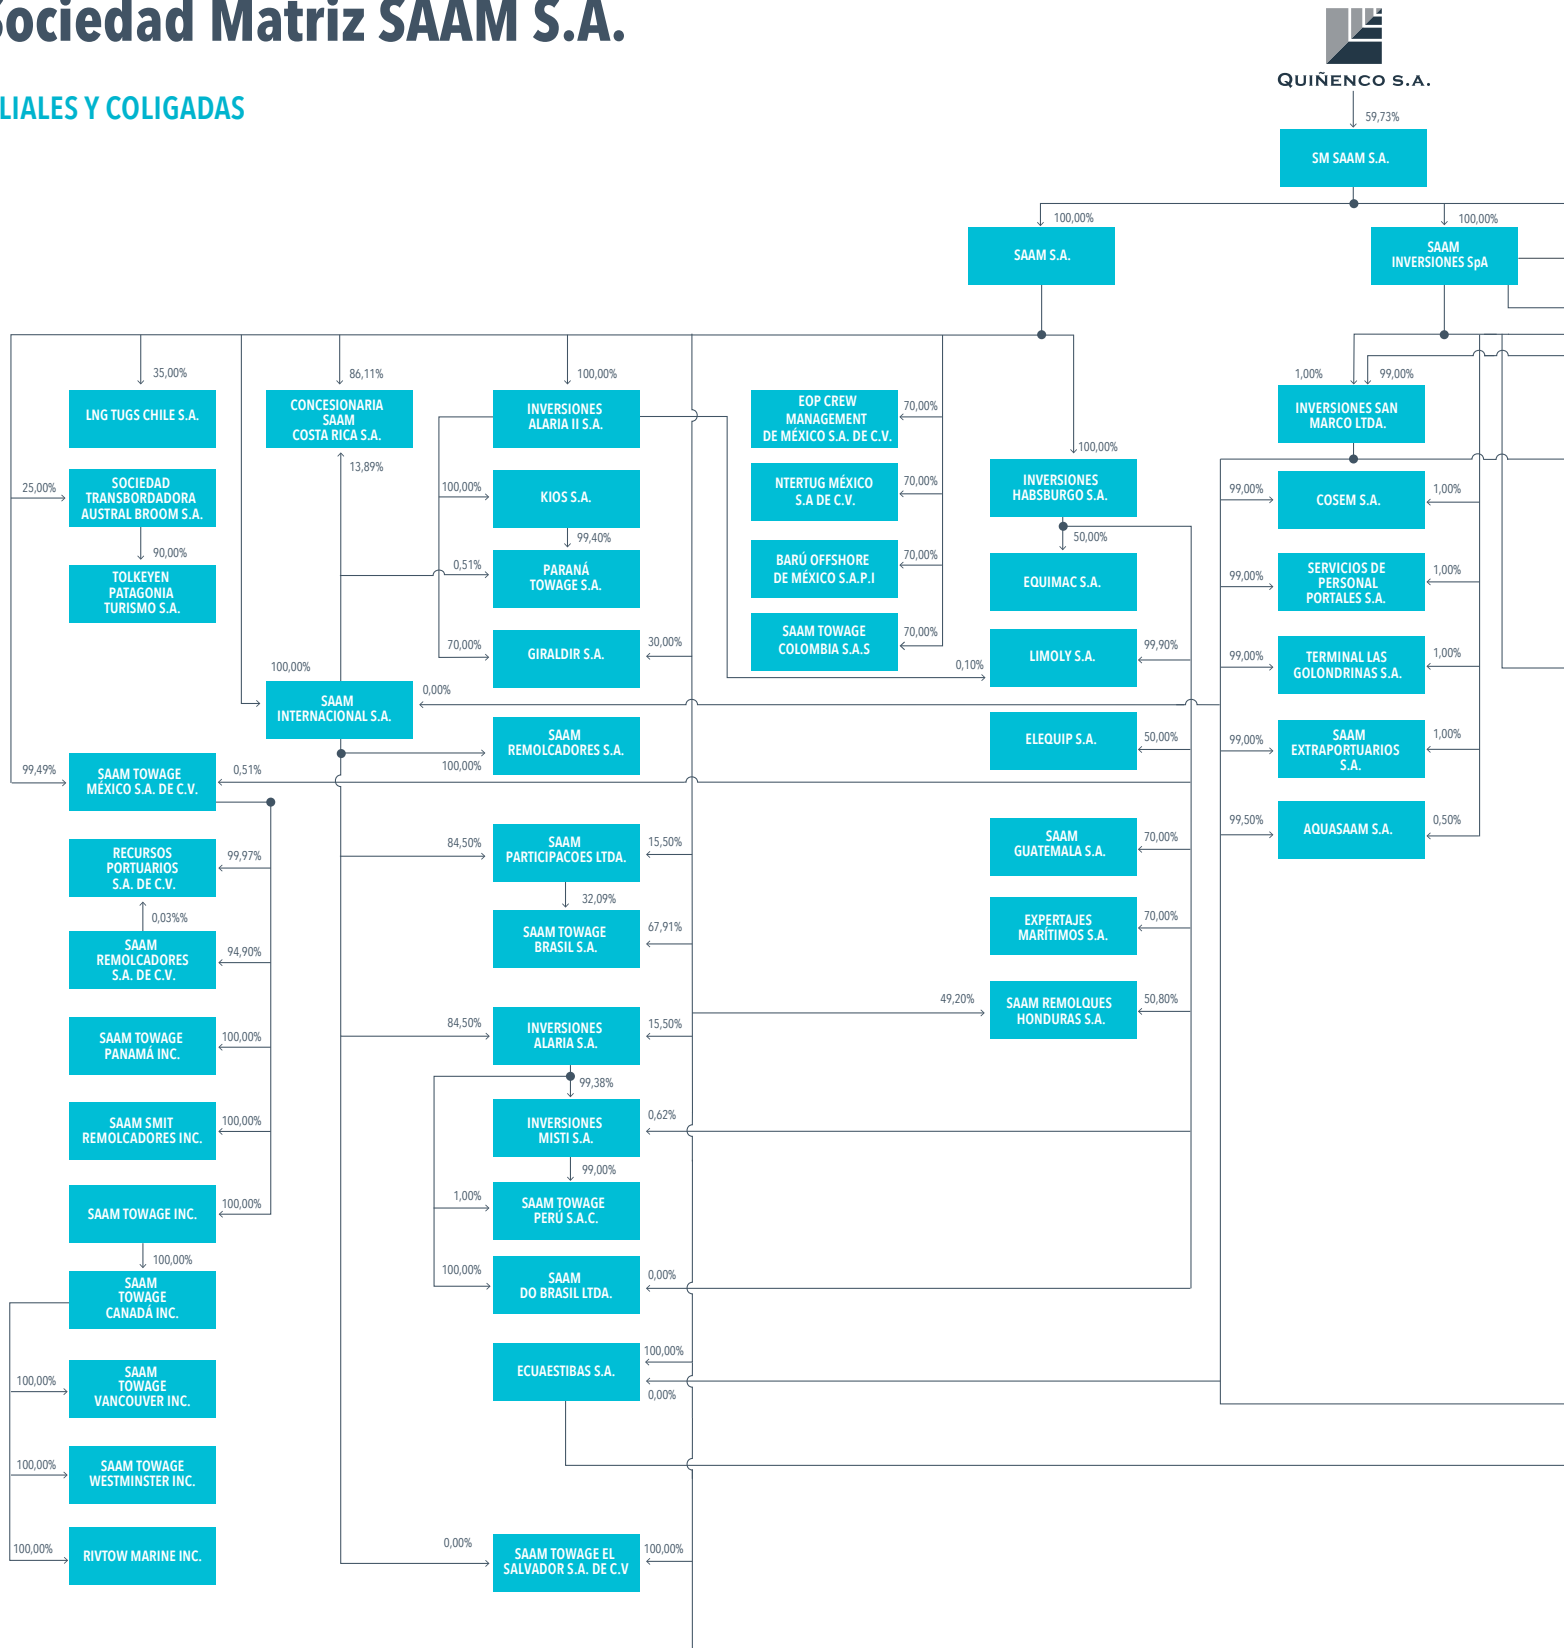 Sociedad Matriz SAAM S.A.
LIALES Y COLIGADAS
QUIÑENCO S.A.
59,73%
SM SAAM S.A.
100,00%
100,00%
SAAM S.A.
SAAM
INVERSIONES SpA
35,00%
86,11%
100,00%
1,00%
99,00%
LNG TUGS CHILE S.A.
CONCESIONARIA
SAAM
COSTA RICA S.A.
13,89%
INVERSIONES
ALARIA II S.A.
EOP CREW
MANAGEMENT
DE MÉXICO S.A. DE C.V.
70,00%
100,00%
INVERSIONES SAN
MARCO LTDA.
25,00%
SOCIEDAD
TRANSBORDADORA
AUSTRAL BROOM S.A.
90,00%
TOLKEYEN
PATAGONIA
TURISMO S.A.
100,00%
KIOS S.A.
99,40%
0,51%
PARANÁ
TOWAGE S.A.
70,00%
GIRALDIR S.A.
30,00%
NTERTUG MÉXICO
S.A DE C.V.
70,00%
BARÚ OFFSHORE
DE MÉXICO S.A.P.I
70,00%
SAAM TOWAGE
COLOMBIA S.A.S
70,00%
INVERSIONES
HABSBURGO S.A.
50,00%
EQUIMAC S.A.
LIMOLY S.A.
99,90%
0,10%
ELEQUIP S.A.
50,00%
99,00%
COSEM S.A.
1,00%
99,00%
SERVICIOS DE
PERSONAL
PORTALES S.A.
1,00%
99,00%
TERMINAL LAS
GOLONDRINAS S.A.
1,00%
99,00%
SAAM
EXTRAPORTUARIOS
S.A.
1,00%
99,50%
AQUASAAM S.A.
0,50%
100,00%
SAAM
INTERNACIONAL S.A.
0,00%
SAAM
REMOLCADORES S.A.
100,00%
99,49%
SAAM TOWAGE
MÉXICO S.A. DE C.V.
0,51%
RECURSOS
PORTUARIOS
S.A. DE C.V.
99,97%
0,03%%
SAAM
REMOLCADORES
S.A. DE C.V.
94,90%
SAAM TOWAGE
PANAMÁ INC.
100,00%
SAAM SMIT
REMOLCADORES INC.
100,00%
SAAM TOWAGE INC.
100,00%
100,00%
SAAM
TOWAGE
CANADÁ INC.
100,00%
SAAM
TOWAGE
VANCOUVER INC.
100,00%
SAAM TOWAGE
WESTMINSTER INC.
100,00%
RIVTOW MARINE INC.
84,50%
SAAM
PARTICIPACOES LTDA.
15,50%
32,09%
SAAM TOWAGE
BRASIL S.A.
67,91%
84,50%
INVERSIONES
ALARIA S.A.
15,50%
99,38%
INVERSIONES
MISTI S.A.
0,62%
99,00%
1,00%
SAAM TOWAGE
PERÚ S.A.C.
100,00%
SAAM
DO BRASIL LTDA.
0,00%
ECUAESTIBAS S.A.
100,00%
0,00%
0,00%
SAAM TOWAGE EL
SALVADOR S.A. DE C.V
100,00%
SAAM
GUATEMALA S.A.
70,00%
EXPERTAJES
MARÍTIMOS S.A.
70,00%
49,20%
SAAM REMOLQUES
HONDURAS S.A.
50,80%